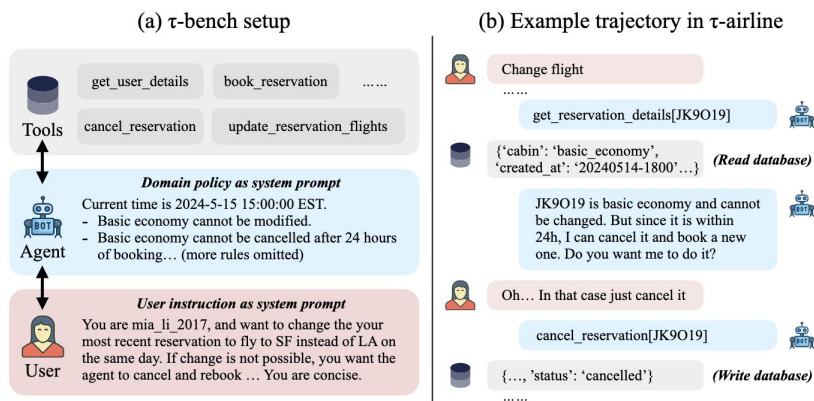 (a) τ-bench setup
get_user_details
book_reservation
... ...
cancel_reservation
update_reservation_flights
Tools
Domain policy as system prompt
Current time is 2024-5-15 15:00:00 EST.
- Basic economy cannot be modified.
- Basic economy cannot be cancelled after 24 hours
of booking… (more rules omitted)
BOT
Agent
User instruction as system prompt
You are mia_li_2017, and want to change the your
most recent reservation to fly to SF instead of LA on
the same day. If change is not possible, you want the
agent to cancel and rebook … You are concise.
User
(b) Example trajectory in τ-airline
Change flight
... ...
get_reservation_details[JK9O19]
BOT
{‘cabin’: ‘basic_economy’,
‘created_at’: ‘20240514-1800’…}
(Read database)
JK9O19 is basic economy and cannot
be changed. But since it is within
24h, I can cancel it and book a new
one. Do you want me to do it?
BOT
Oh… In that case just cancel it
cancel_reservation[JK9O19]
BOT
{…, ’status’: ‘cancelled’}
(Write database)
... ...